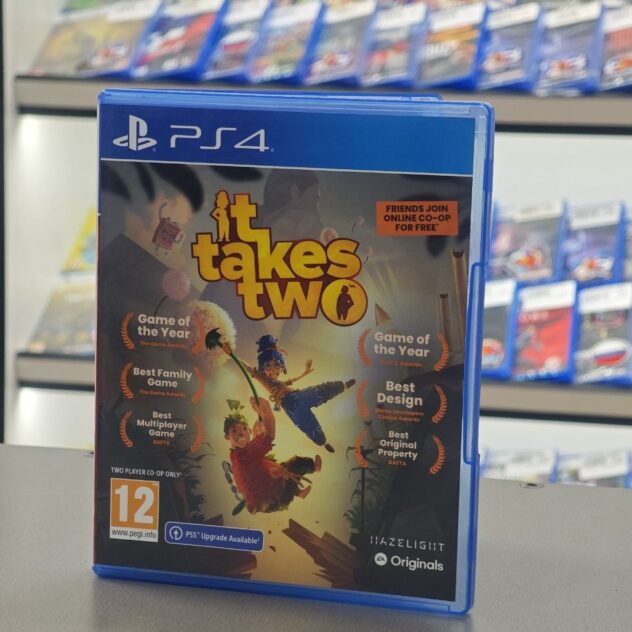 PS4
FRIENDS JOIN
ONLINE CO-OP
FOR FREE*
it
takes
two
Game of
the Year
The Game Awards
Best Family
Game
The Game Awards
Best
Multiplayer
Game
BAFTA
Game of
the Year
D.I.C.E. Awards
Best
Design
Game Developers
Choice Awards
Best
Original
Property
BAFTA
TWO PLAYER CO-OP ONLY
12
www.pegi.info
PS5™ Upgrade Available
HAZELIGHT
EA Originals